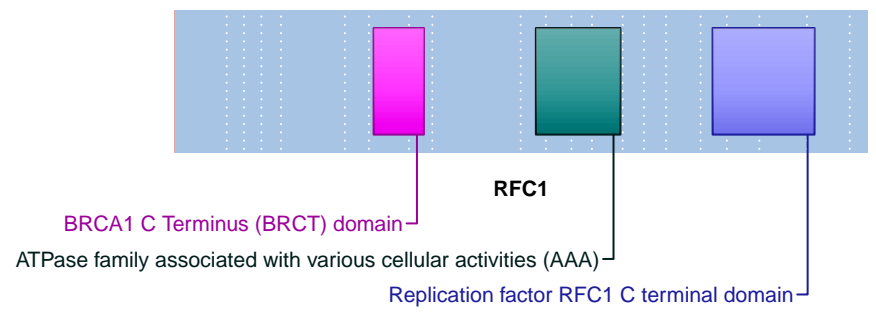 RFC1
BRCA1 C Terminus (BRCT) domain
ATPase family associated with various cellular activities (AAA)
Replication factor RFC1 C terminal domain